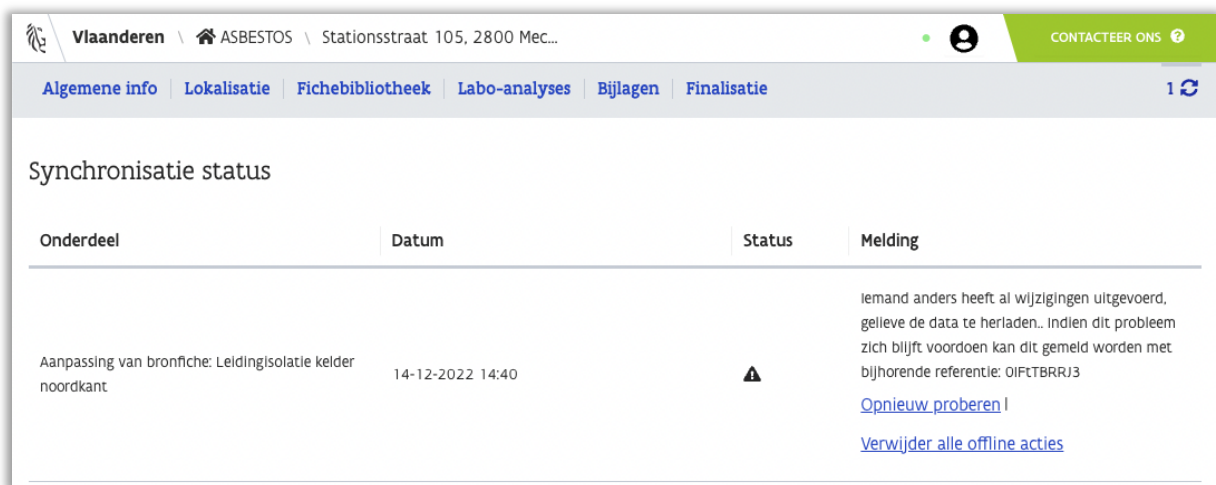 Vlaanderen \ ASBESTOS \ Stationsstraat 105, 2800 Mec...
CONTACTEER ONS ?
Algemene info | Lokalisatie | Fichebibliotheek | Labo-analyses | Bijlagen | Finalisatie
1
Synchronisatie status
Onderdeel Datum Status Melding
Iemand anders heeft al wijzigingen uitgevoerd,
gelieve de data te herladen.. Indien dit probleem
zich blijft voordoen kan dit gemeld worden met
bijhorende referentie: 0IFtTBRRJ3
Aanpassing van bronfiche: Leidingisolatie kelder
noordkant
14-12-2022 14:40
Opnieuw proberen |
Verwijder alle offline acties